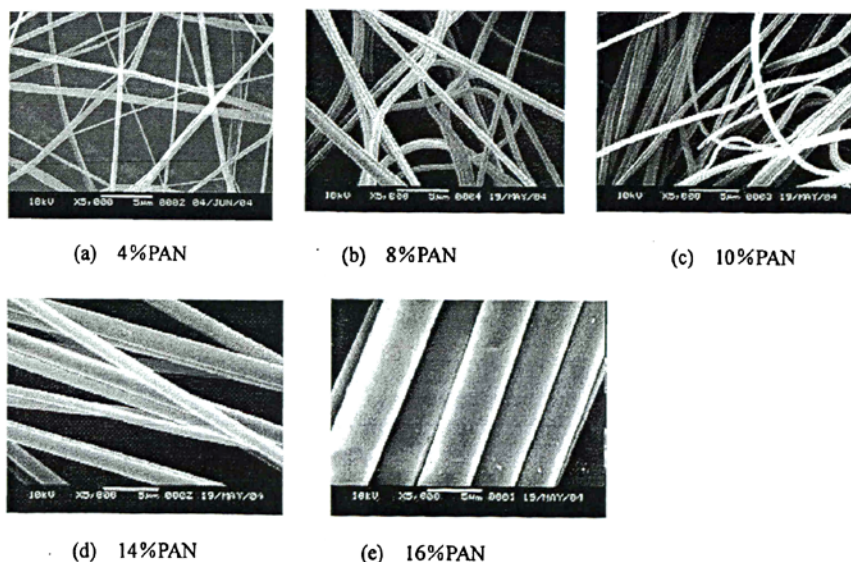 10kV X5,000 5μm 0002 04/JUN/04
10kV X5,000 5μm 0004 19/MAY/04
10kV X5,000 5μm 0003 19/MAY/04
(a) 4%PAN
(b) 8%PAN
(c) 10%PAN
10kV X5,000 5μm 0002 19/MAY/04
10kV X5,000 5μm 0001 19/MAY/04
(d) 14%PAN
(e) 16%PAN